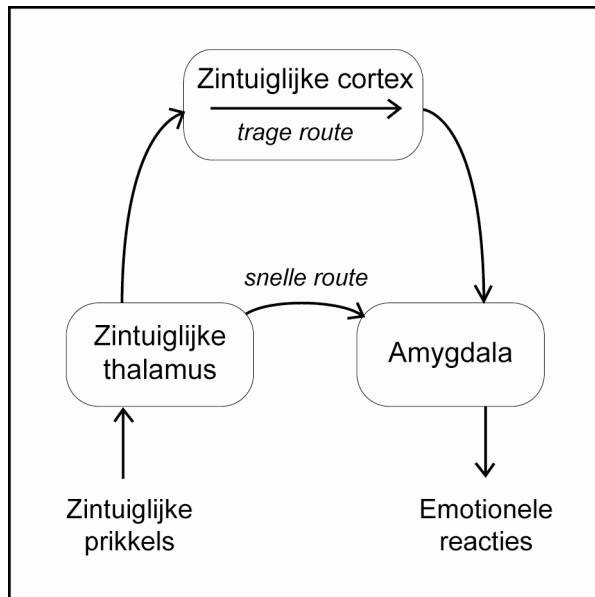 Zintuiglijke cortex
trage route
snelle route
Zintuiglijke
thalamus
Amygdala
Zintuiglijke
prikkels
Emotionele
reacties